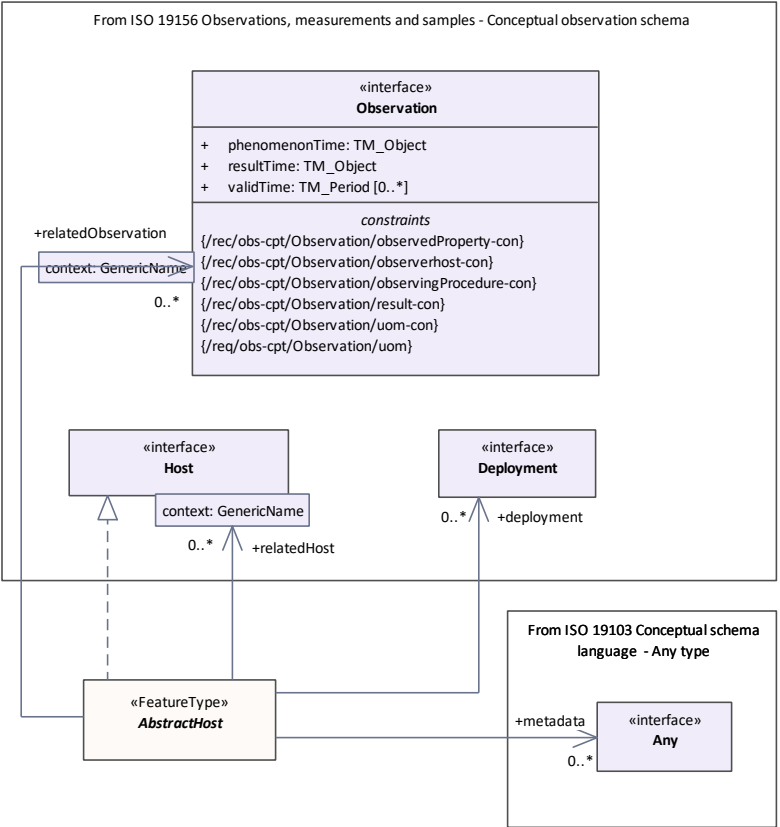 From ISO 19156 Observations, measurements and samples - Conceptual observation schema
«interface»
Observation
+ phenomenonTime: TM_Object
+ resultTime: TM_Object
+ validTime: TM_Period [0..*]
constraints
{/rec/obs-cpt/Observation/observedProperty-con}
{/rec/obs-cpt/Observation/observerhost-con}
{/rec/obs-cpt/Observation/observingProcedure-con}
{/rec/obs-cpt/Observation/result-con}
{/rec/obs-cpt/Observation/uom-con}
{/req/obs-cpt/Observation/uom}
+relatedObservation
context: GenericName
0..*
«interface»
Host
context: GenericName
0..*
+relatedHost
«interface»
Deployment
0..*
+deployment
From ISO 19103 Conceptual schema
language - Any type
«FeatureType»
AbstractHost
+metadata
0..*
«interface»
Any